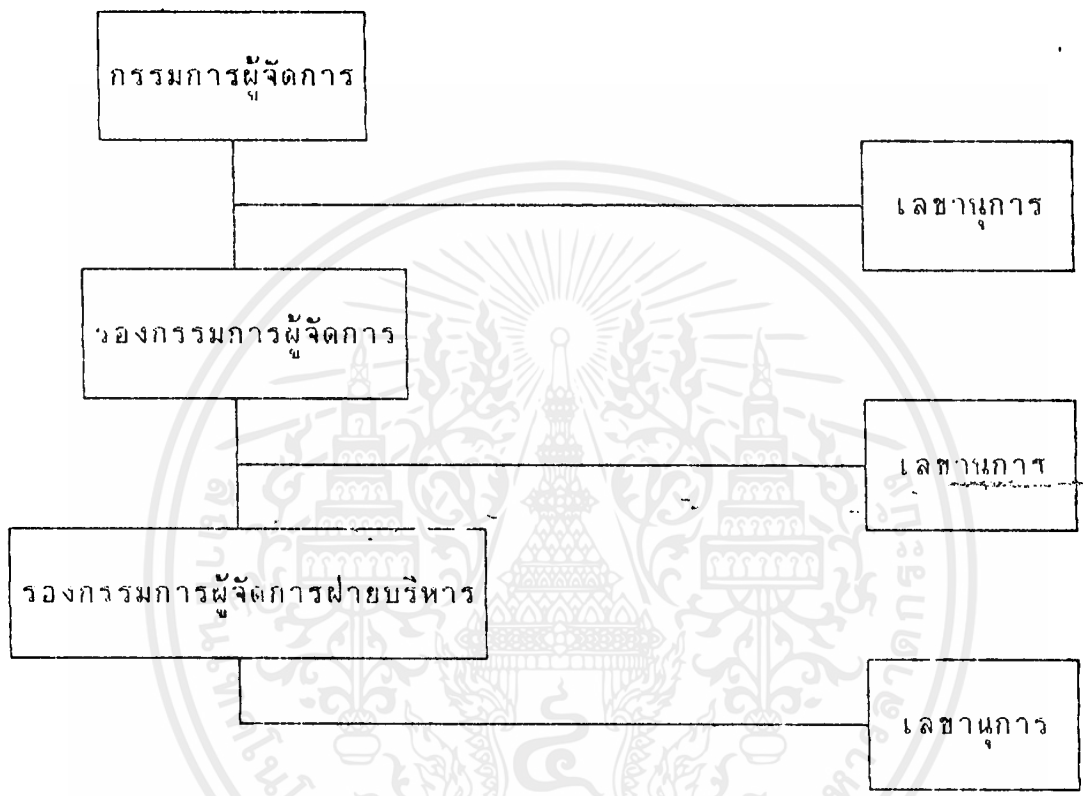 กรรมการผู้จัดการ
เลขานุการ
รองกรรมการผู้จัดการ
เลขานุการ
รองกรรมการผู้จัดการฝ่ายบริหาร
เลขานุการ